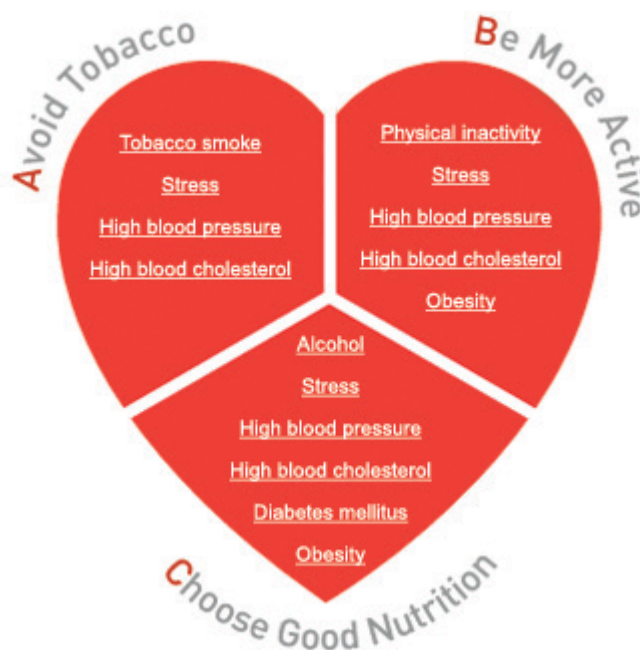 Avoid Tobacco
Tobacco smoke
Stress
High blood pressure
High blood cholesterol
Be More Active
Physical inactivity
Stress
High blood pressure
High blood cholesterol
Obesity
Alcohol
Stress
High blood pressure
High blood cholesterol
Diabetes mellitus
Obesity
Choose Good Nutrition